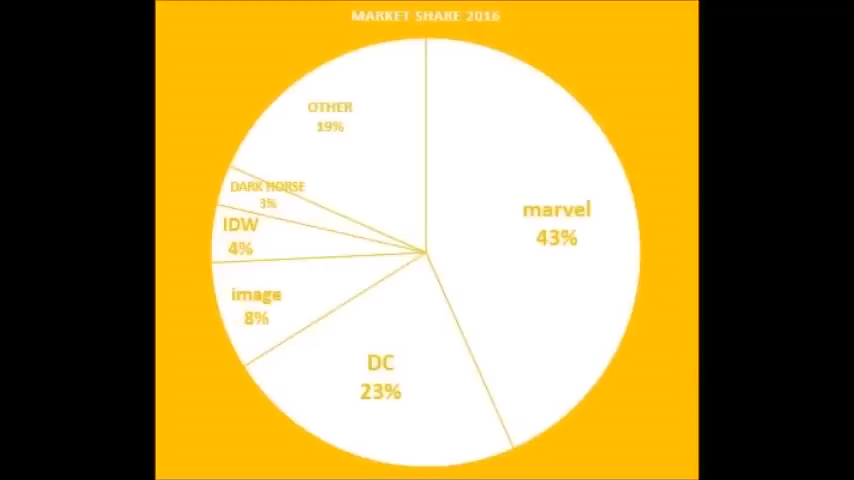 MARKET SHARE 2016
OTHER
19%
DARK HORSE
3%
IDW
4%
image
8%
DC
23%
marvel
43%